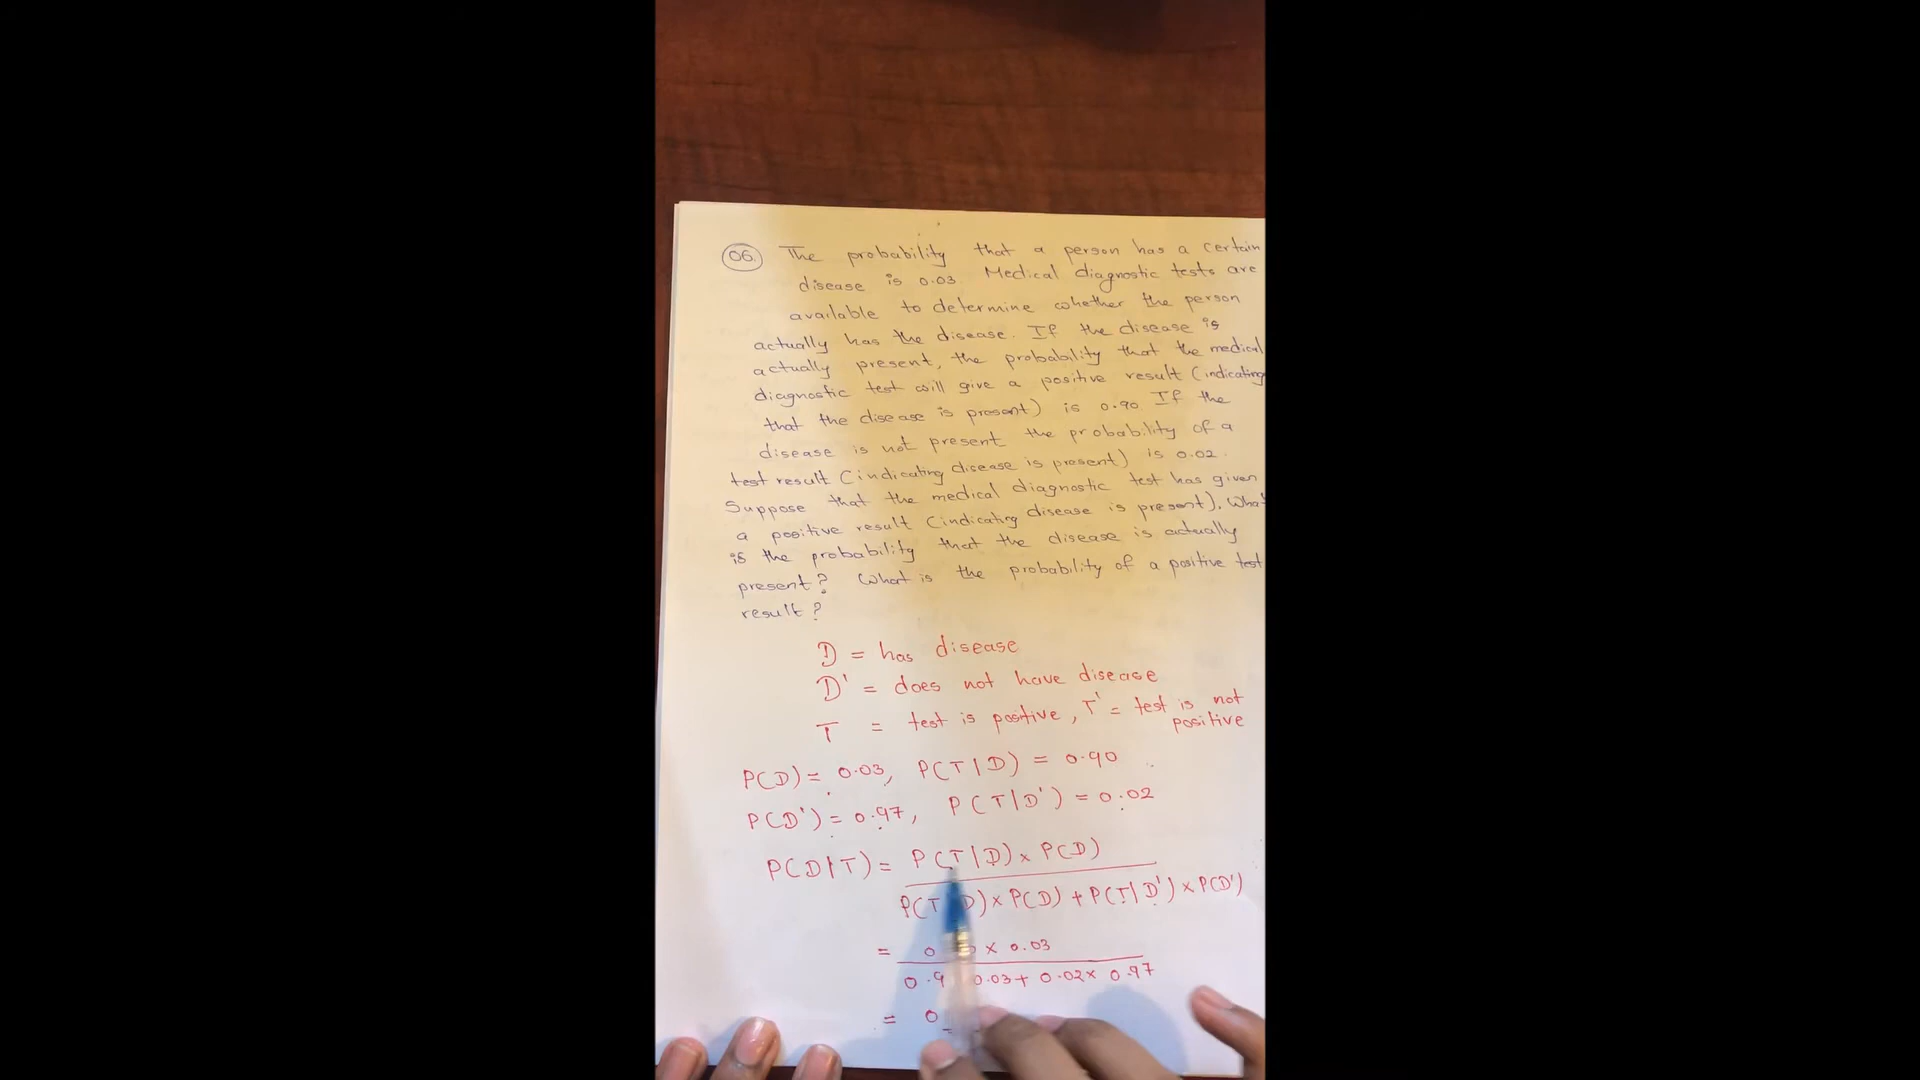 06. The probability that a person has a certain
disease is 0.03. Medical diagnostic tests are
available to determine whether the person
actually has the disease. If the disease is
actually present, the probability that the medical
diagnostic test will give a positive result (indicating
that the disease is present) is 0.90 If the
disease is not present the probability of a
test result (indicating disease is present) is 0.02.
Suppose that the medical diagnostic test has given
a positive result (indicating disease is present). What
is the probability that the disease is actually
present? What is the probability of a positive test
result?
D = has disease
D' = does not have disease
T = test is positive, T' = test is not positive
P(D) = 0.03, P(T|D) = 0.90
P(D') = 0.97, P(T|D') = 0.02
P(D|T) = P(T|D) × P(D)
P(T D) × P(D) + P(T|D') × P(D')
= 0 × 0.03
0.9 0.03 + 0.02 × 0.97
= 0